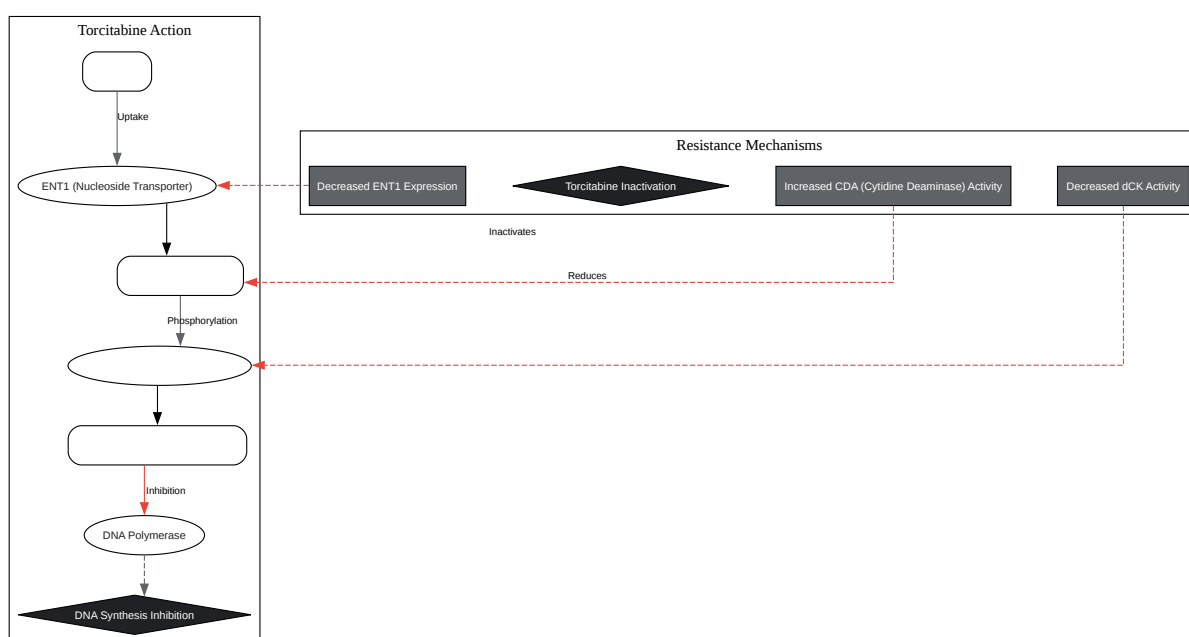 Torcitabine Action
Uptake
ENT1 (Nucleoside Transporter)
Phosphorylation
Inhibition
DNA Polymerase
DNA Synthesis Inhibition
Resistance Mechanisms
Decreased ENT1 Expression
Torcitabine Inactivation
Increased CDA (Cytidine Deaminase) Activity
Decreased dCK Activity
Inactivates
Reduces